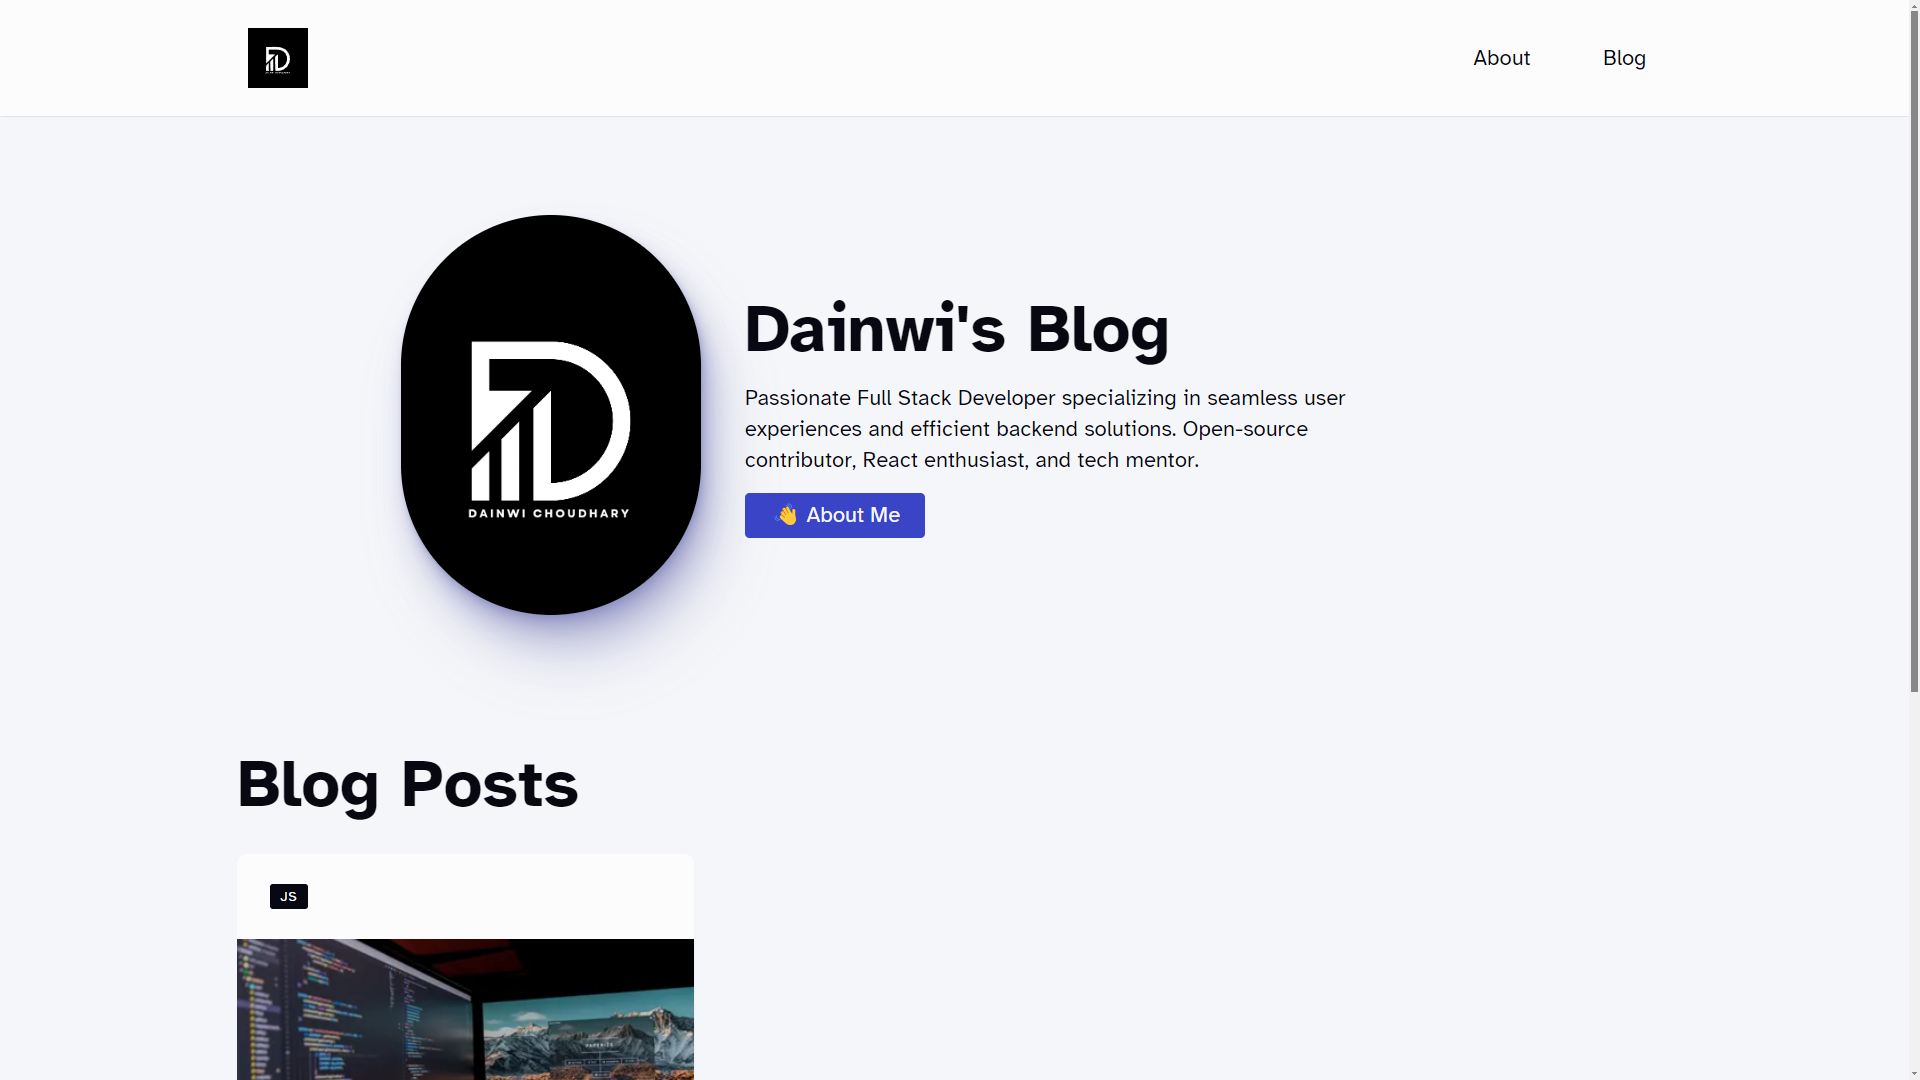 About Blog
DAINWI CHOUDHARY
Dainwi's Blog
Passionate Full Stack Developer specializing in seamless user
experiences and efficient backend solutions. Open-source
contributor, React enthusiast, and tech mentor.
👋 About Me
Blog Posts
JS